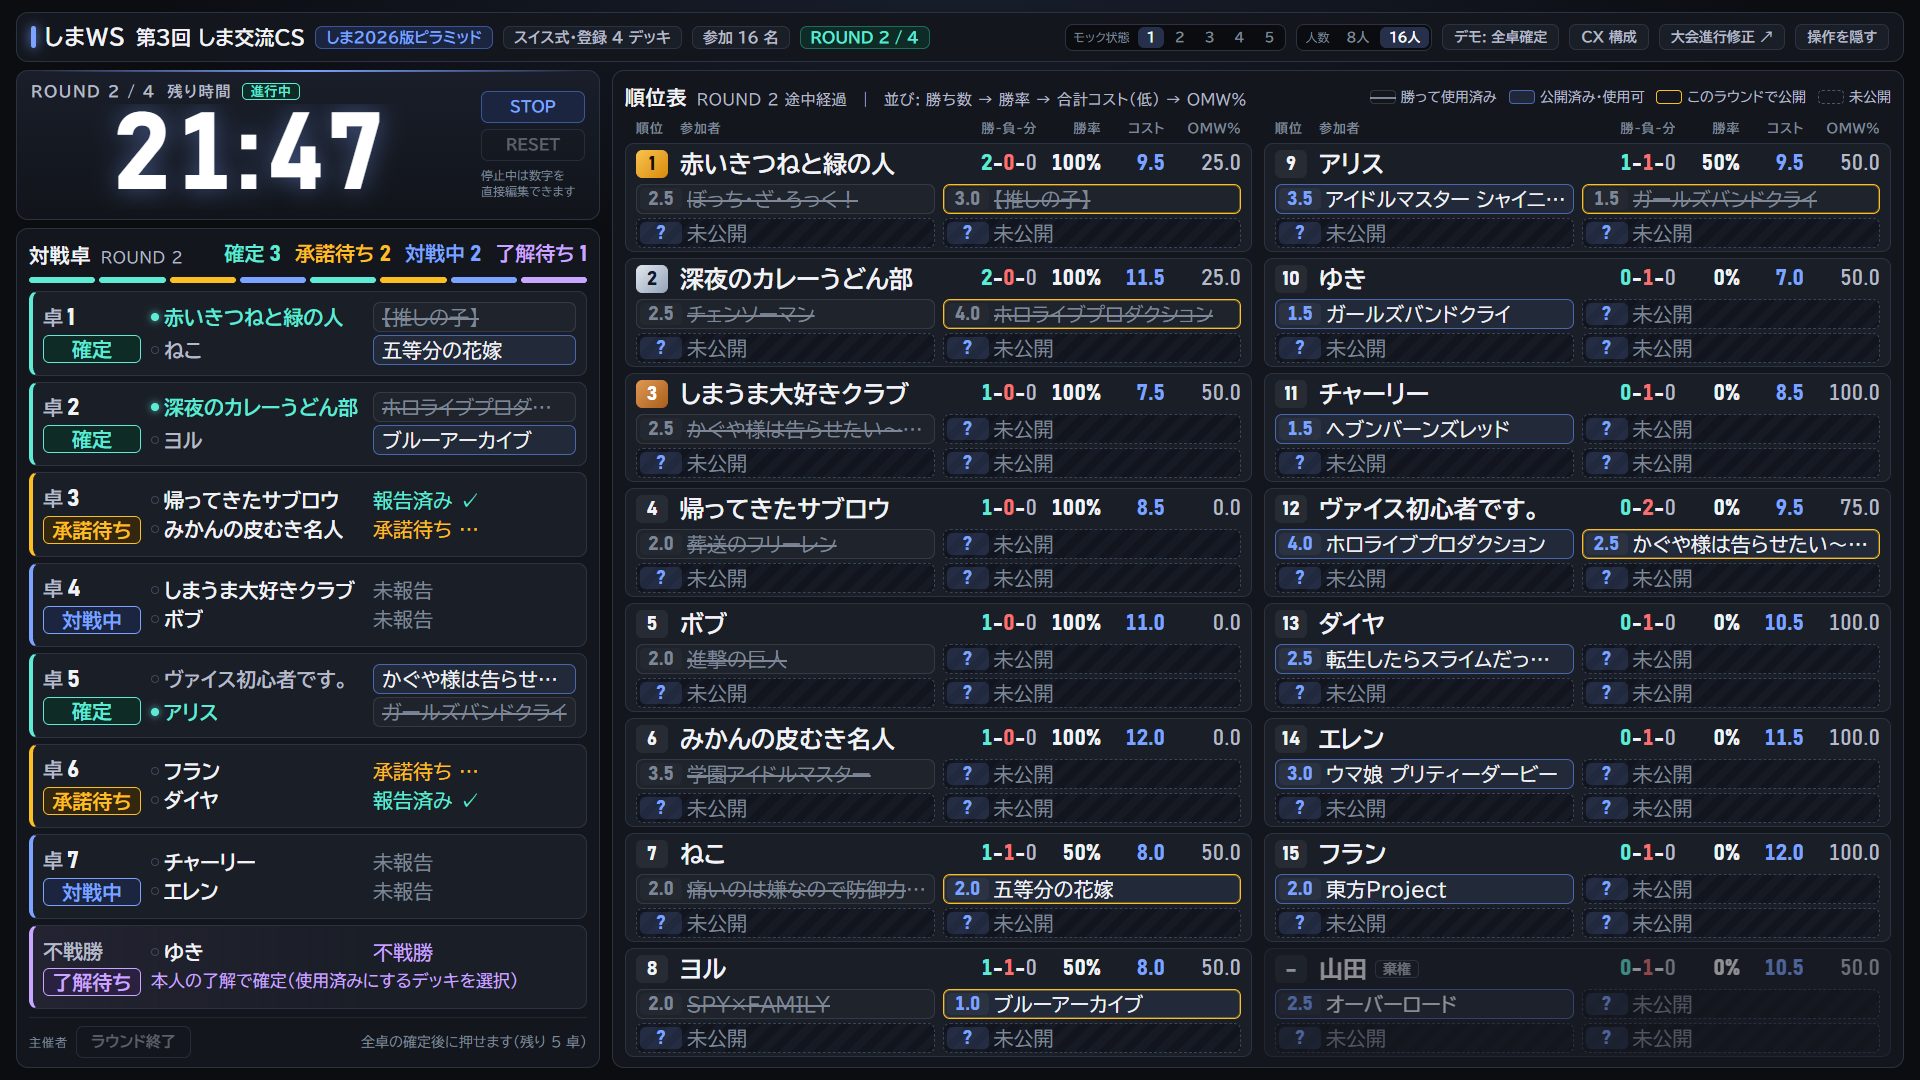 しまWS 第3回 しま交流CS しま2026版ピラミッド スイス式・登録 4 デッキ 参加 16 名 ROUND 2 / 4 モック状態 1 2 3 4 5 人数 8人 16人 デモ: 全卓確定 CX 構成 大会進行修正 ↗ 操作を隠す
ROUND 2 / 4 残り時間 進行中
21:47
STOP
RESET
停止中は数字を
直接編集できます
対戦卓 ROUND 2 確定 3 承諾待ち 2 対戦中 2 了解待ち 1
卓 1 赤いきつねと緑の人 【推しの子】
確定 ねこ 五等分の花嫁
卓 2 深夜のカレーうどん部 ホロライブプロダ…
確定 ヨル ブルーアーカイブ
卓 3 帰ってきたサブロウ 報告済み ✓
承諾待ち みかんの皮むき名人 承諾待ち …
卓 4 しまうま大好きクラブ 未報告
対戦中 ボブ 未報告
卓 5 ヴァイス初心者です。 かぐや様は告らせ…
確定 アリス ガールズバンドクライ
卓 6 フラン 承諾待ち …
承諾待ち ダイヤ 報告済み ✓
卓 7 チャーリー 未報告
対戦中 エレン 未報告
不戦勝 ゆき 不戦勝
了解待ち 本人の了解で確定(使用済みにするデッキを選択)
主催者 ラウンド終了 全卓の確定後に押せます(残り 5 卓)
順位表 ROUND 2 途中経過 | 並び: 勝ち数 → 勝率 → 合計コスト(低) → OMW% 勝って使用済み 公開済み・使用可 このラウンドで公開 未公開
順位 参加者 勝-負-分 勝率 コスト OMW%
1 赤いきつねと緑の人 2-0-0 100% 9.5 25.0
2.5 ぼっち・ざ・ろっく! 3.0 【推しの子】
? 未公開 ? 未公開
2 深夜のカレーうどん部 2-0-0 100% 11.5 25.0
2.5 チェンソーマン 4.0 ホロライブプロダクション
? 未公開 ? 未公開
3 しまうま大好きクラブ 1-0-0 100% 7.5 50.0
2.5 かぐや様は告らせたい～… ? 未公開
? 未公開 ? 未公開
4 帰ってきたサブロウ 1-0-0 100% 8.5 0.0
2.0 葬送のフリーレン ? 未公開
? 未公開 ? 未公開
5 ボブ 1-0-0 100% 11.0 0.0
2.0 進撃の巨人 ? 未公開
? 未公開 ? 未公開
6 みかんの皮むき名人 1-0-0 100% 12.0 0.0
3.5 学園アイドルマスター ? 未公開
? 未公開 ? 未公開
7 ねこ 1-1-0 50% 8.0 50.0
2.0 痛いのは嫌なので防御力… 2.0 五等分の花嫁
? 未公開 ? 未公開
8 ヨル 1-1-0 50% 8.0 50.0
2.0 SPY×FAMILY 1.0 ブルーアーカイブ
? 未公開 ? 未公開
順位 参加者 勝-負-分 勝率 コスト OMW%
9 アリス 1-1-0 50% 9.5 50.0
3.5 アイドルマスター シャイニ… 1.5 ガールズバンドクライ
? 未公開 ? 未公開
10 ゆき 0-1-0 0% 7.0 50.0
1.5 ガールズバンドクライ ? 未公開
? 未公開 ? 未公開
11 チャーリー 0-1-0 0% 8.5 100.0
1.5 ヘブンバーンズレッド ? 未公開
? 未公開 ? 未公開
12 ヴァイス初心者です。 0-2-0 0% 9.5 75.0
4.0 ホロライブプロダクション 2.5 かぐや様は告らせたい～…
? 未公開 ? 未公開
13 ダイヤ 0-1-0 0% 10.5 100.0
2.5 転生したらスライムだっ… ? 未公開
? 未公開 ? 未公開
14 エレン 0-1-0 0% 11.5 100.0
3.0 ウマ娘 プリティーダービー ? 未公開
? 未公開 ? 未公開
15 フラン 0-1-0 0% 12.0 100.0
2.0 東方Project ? 未公開
? 未公開 ? 未公開
– 山田 棄権 0-1-0 0% 10.5 50.0
2.5 オーバーロード ? 未公開
? 未公開 ? 未公開